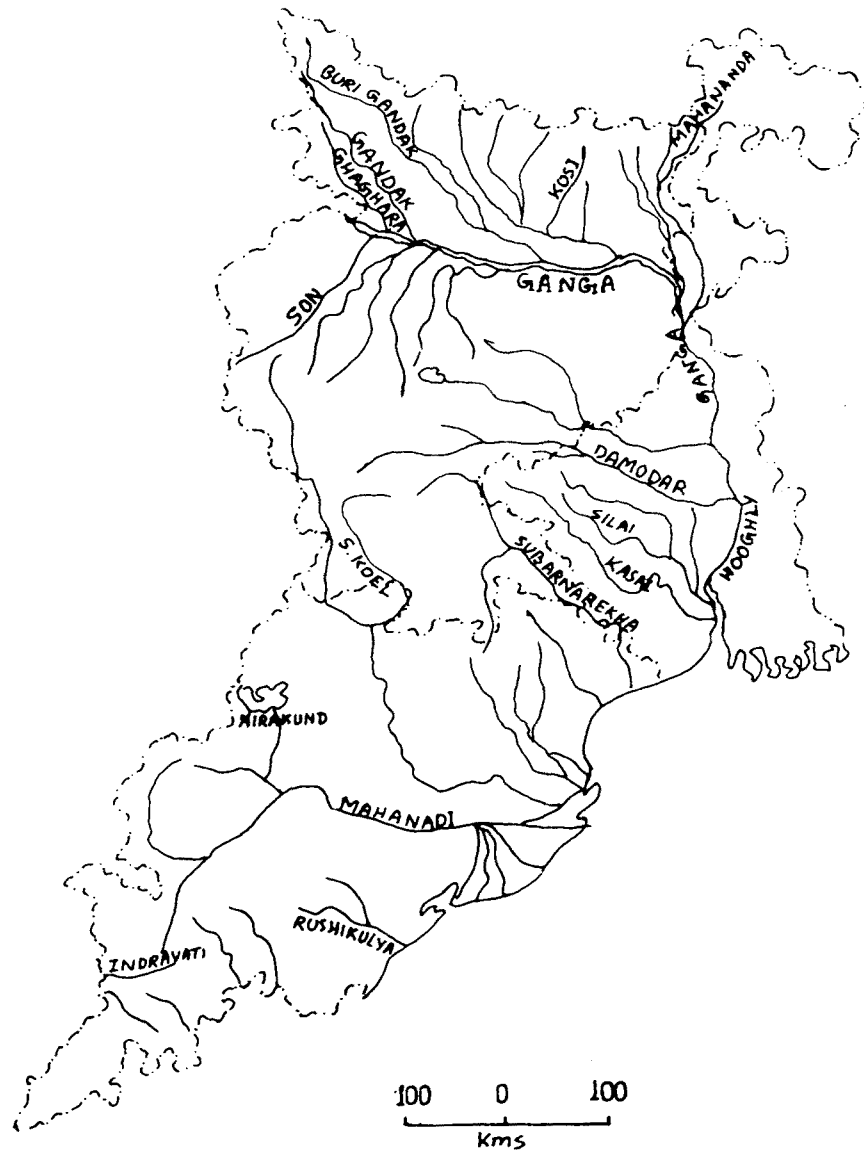 BURI GANDAK
MAHANANDA
GANDAK
GHAGHARA
KOSI
SON
GANGA
GANG
DAMODAR
SILAI
HOOGHLY
S.KOEL
SUBARNAREKHA
KASAI
HIRAKUND
MAHANADI
RUSHIKULYA
INDRAVATI
100 0 100
Kms